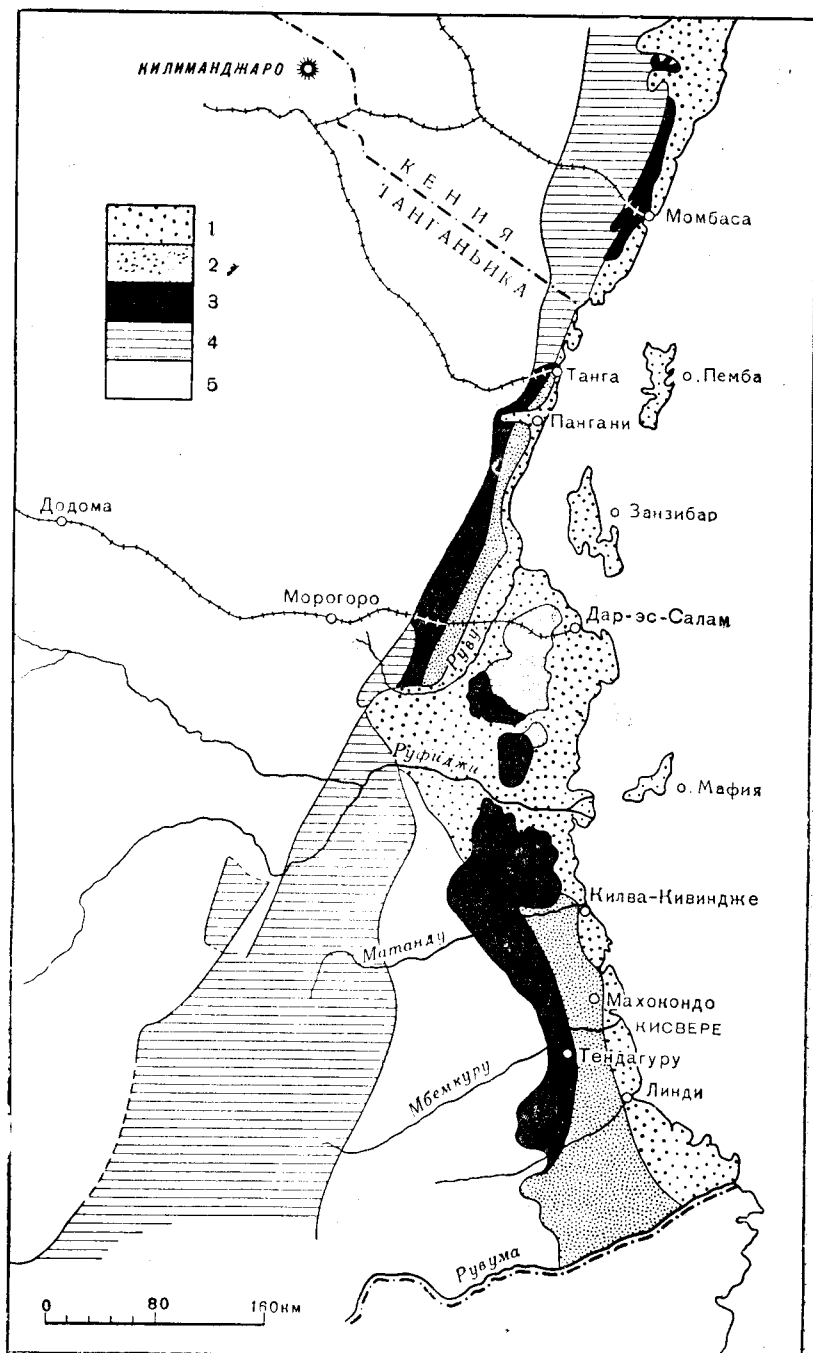 КИЛИМАНДЖАРО
КЕНИЯ
ТАНГАНЬИКА
1
2
3
4
5
Момбаса
Танга
о. Пемба
Пангани
Додома
Занзибар
Морогоро
Дар-эс-Салам
Руву
Руфиджи
о. Мафия
Килва-Кивиндже
Матанду
Махокондо
КИСВЕРЕ
Тендагуру
Мбемкуру
Линди
Рувума
0 80 160км